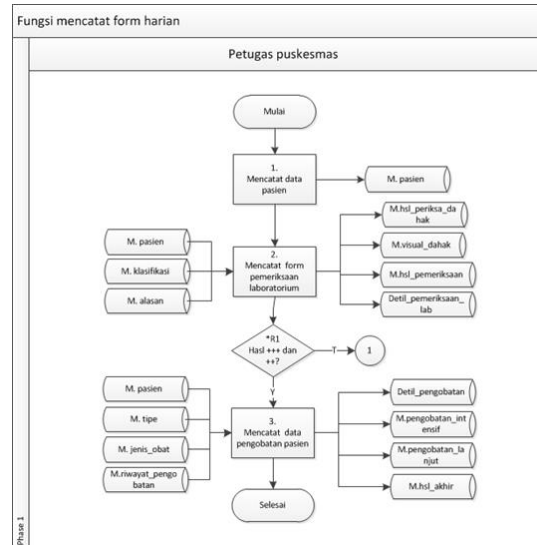 Fungsi mencatat form harian
Petugas puskesmas
Mulai
1.
Mencatat data
pasien
M. pasien
M. pasien
M. klasifikasi
M. alasan
2.
Mencatat form
pemeriksaan
laboratorium
M.hsl_periksa_da
hak
M.visual_dahak
M.hsl_pemeriksaan
Detil_pemeriksaan_
lab
*R1
Hasl +++ dan
++?
T
1
Y
M. pasien
M. tipe
M. jenis_obat
M.riwayat_pengo
batan
3.
Mencatat data
pengobatan pasien
Detil_pengobatan
M.pengobatan_int
ensif
M.pengobatan_la
njut
M.hsl_akhir
Selesai
Phase 1